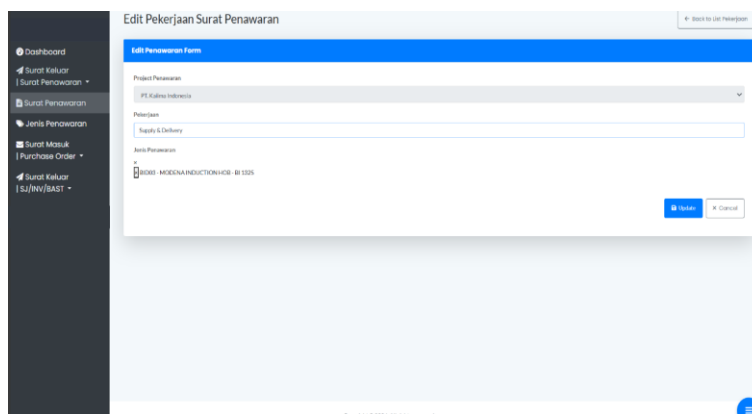 Edit Pekerjaan Surat Penawaran
← Back to List Pekerjaan
Dashboard
Surat Keluar
| Surat Penawaran
Surat Penawaran
Jenis Penawaran
Surat Masuk
| Purchase Order
Surat Keluar
| SJ/INV/BAST
Edit Penawaran Form
Project Penawaran
PT. Kalina Indonesia
Pekerjaan
Supply & Delivery
Jenis Penawaran
×
× BID03 - MODENA INDUCTION HOB - BI 1325
Update
× Cancel